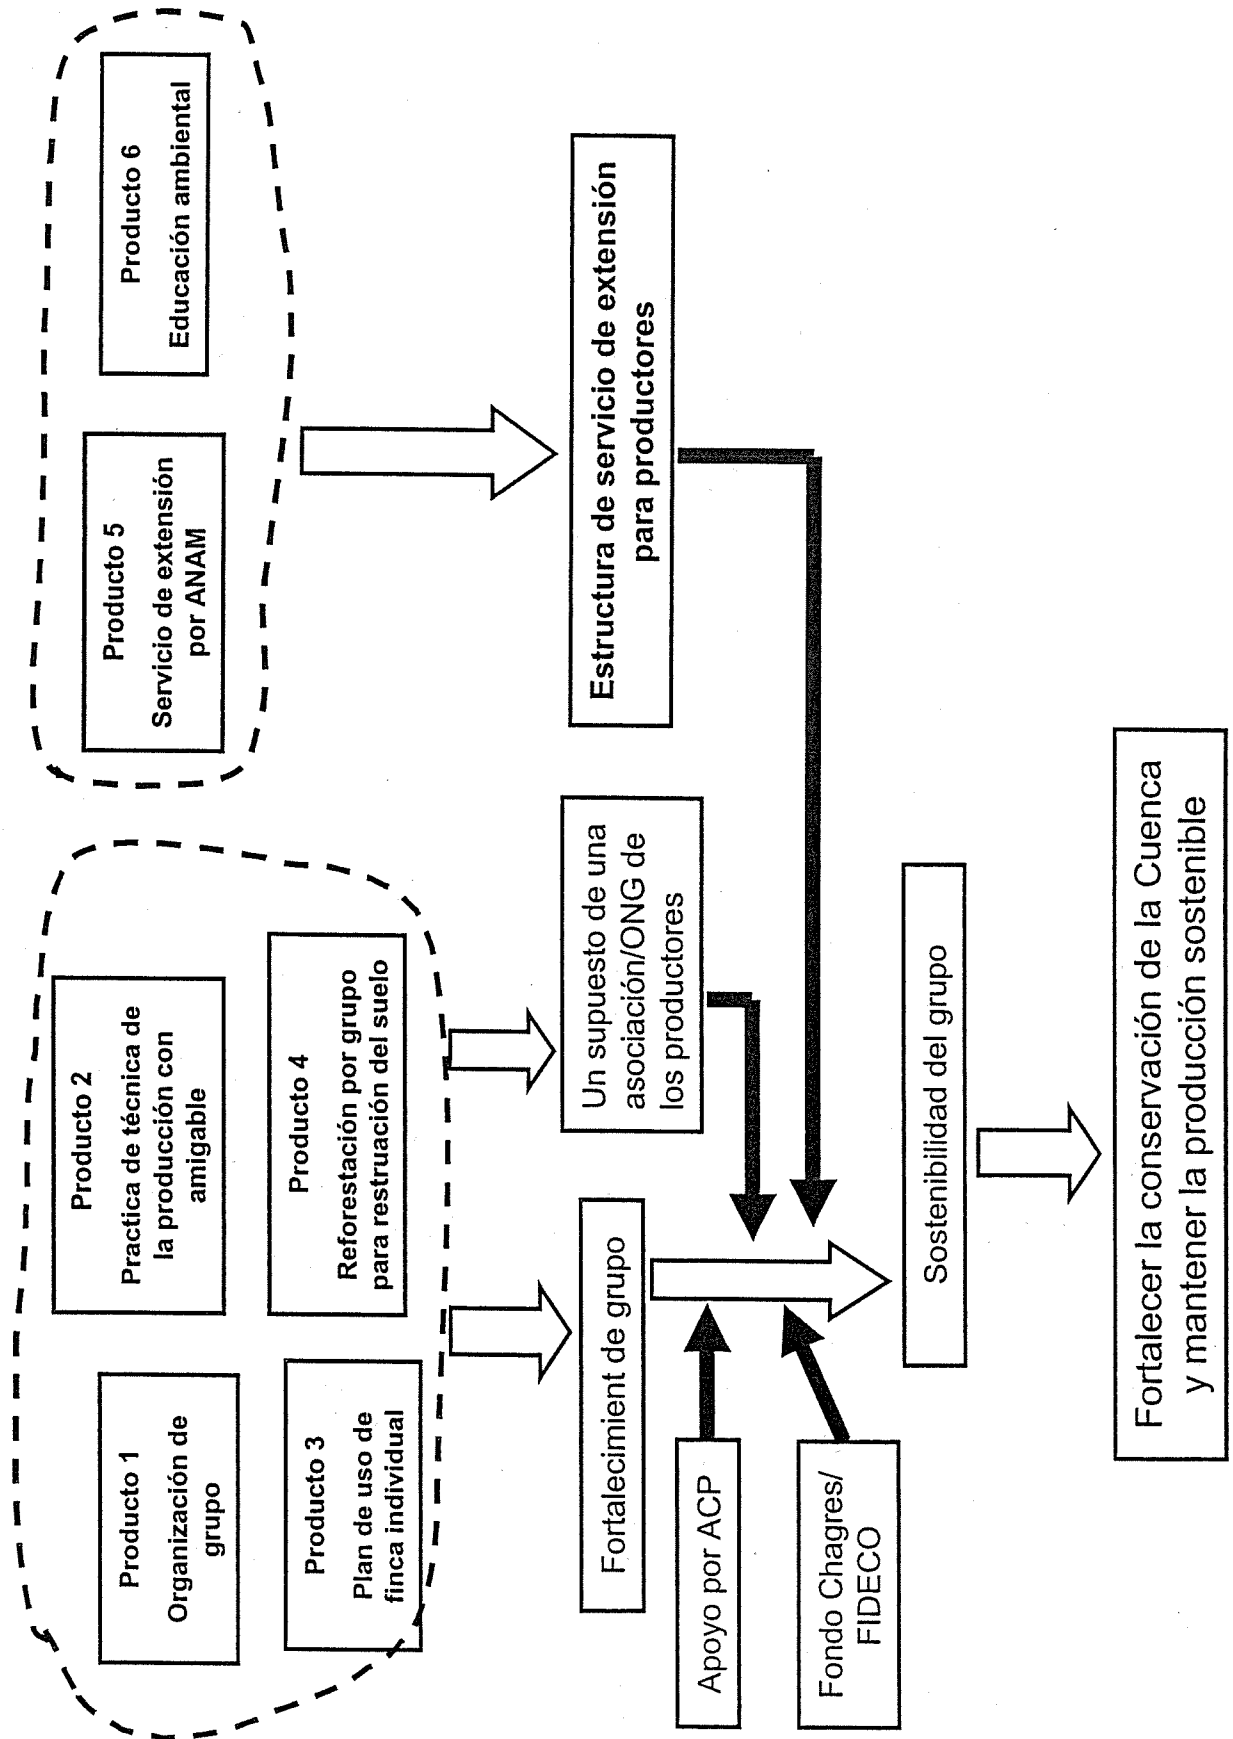 Producto 1
Organización de
grupo
Producto 2
Practica de técnica de
la producción con
amigable
Producto 3
Plan de uso de
finca individual
Producto 4
Reforestación por grupo
para restruación del suelo
Producto 5
Servicio de extensión
por ANAM
Producto 6
Educación ambiental
Fortalecimient de grupo
Un supuesto de una
asociación/ONG de
los productores
Estructura de servicio de extensión
para productores
Apoyo por ACP
Fondo Chagres/
FIDECO
Sostenibilidad del grupo
Fortalecer la conservación de la Cuenca
y mantener la producción sostenible